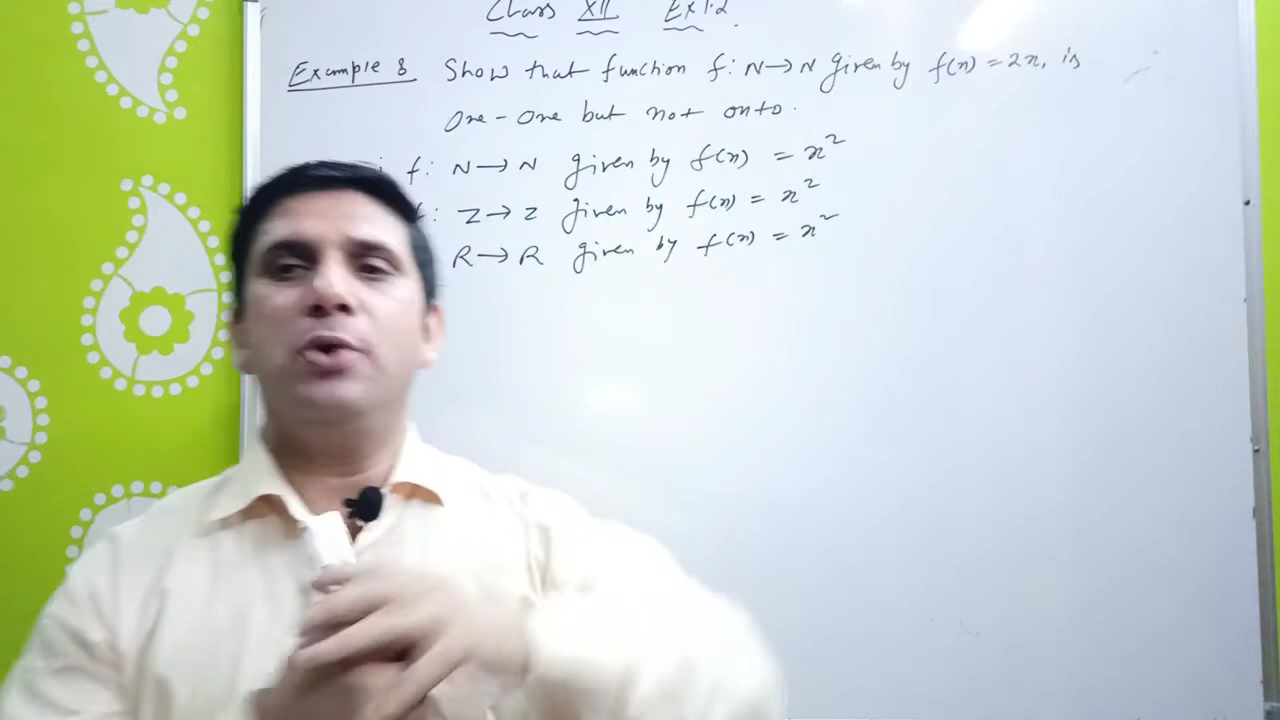 Class XII Ex 1.2
Example 8 Show that function f: N→N given by f(x) = 2x, is
One-One but not onto.
f: N→N given by f(x) = x²
: Z→Z given by f(x) = x²
R→R given by f(x) = x²